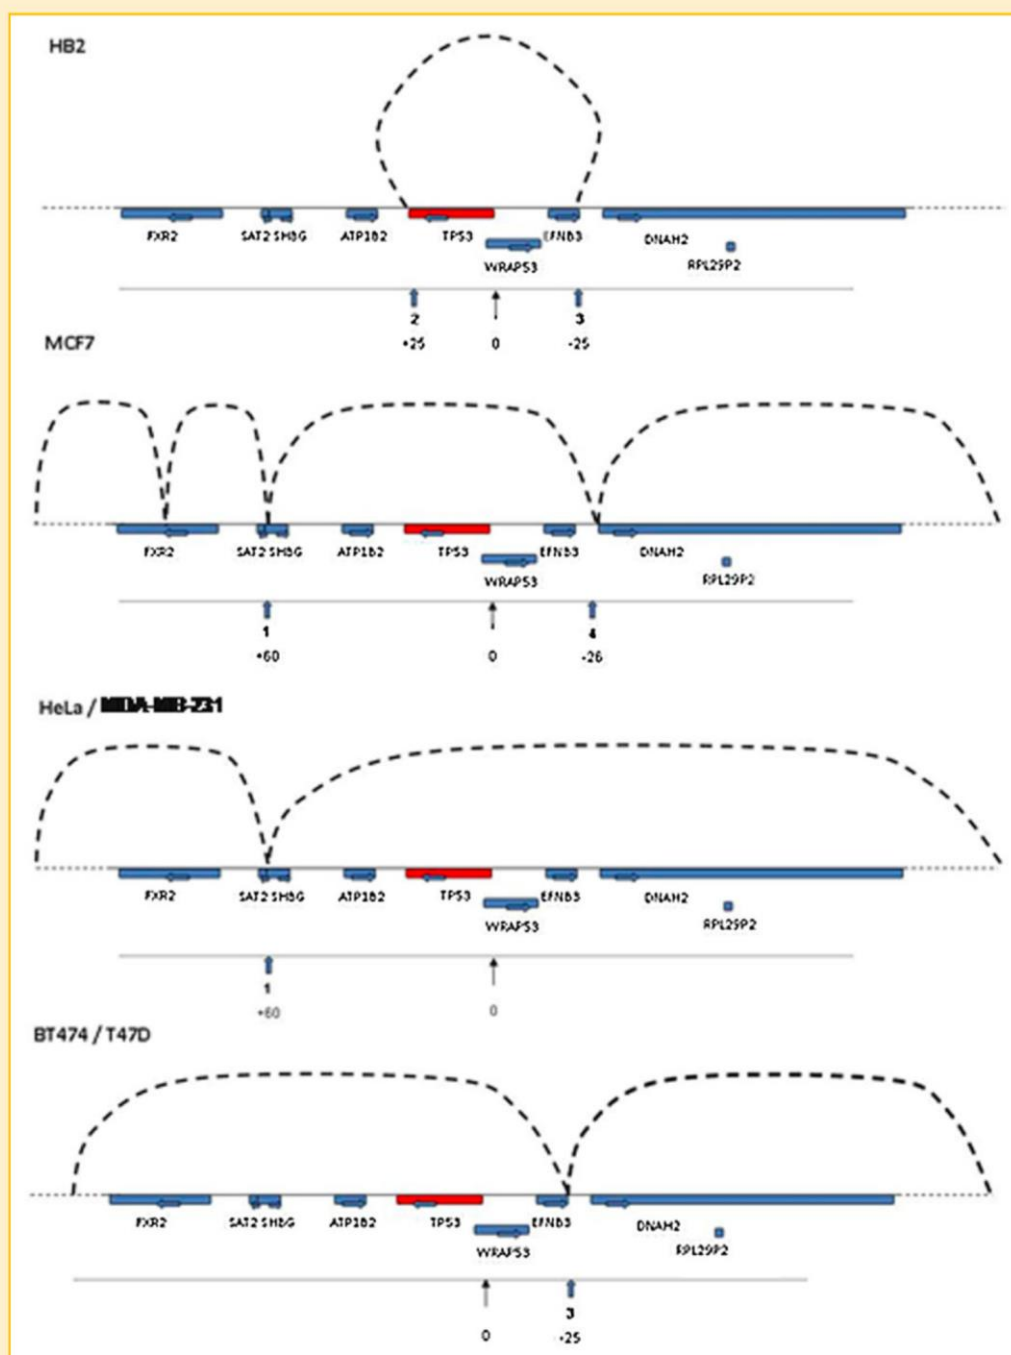 HB2
FXR2 SAT2 SHBG ATP1B2 TP53 EFNB3 DNAH2
WRAP53 RPL29P2
2 3
+25 0 -25
MCF7
FXR2 SAT2 SHBG ATP1B2 TP53 EFNB3 DNAH2
WRAP53 RPL29P2
1 4
+60 0 -26
HeLa / MDA-MB-231
FXR2 SAT2 SHBG ATP1B2 TP53 EFNB3 DNAH2
WRAP53 RPL29P2
1
+60 0
BT474 / T47D
FXR2 SAT2 SHBG ATP1B2 TP53 EFNB3 DNAH2
WRAP53 RPL29P2
3
0 -25